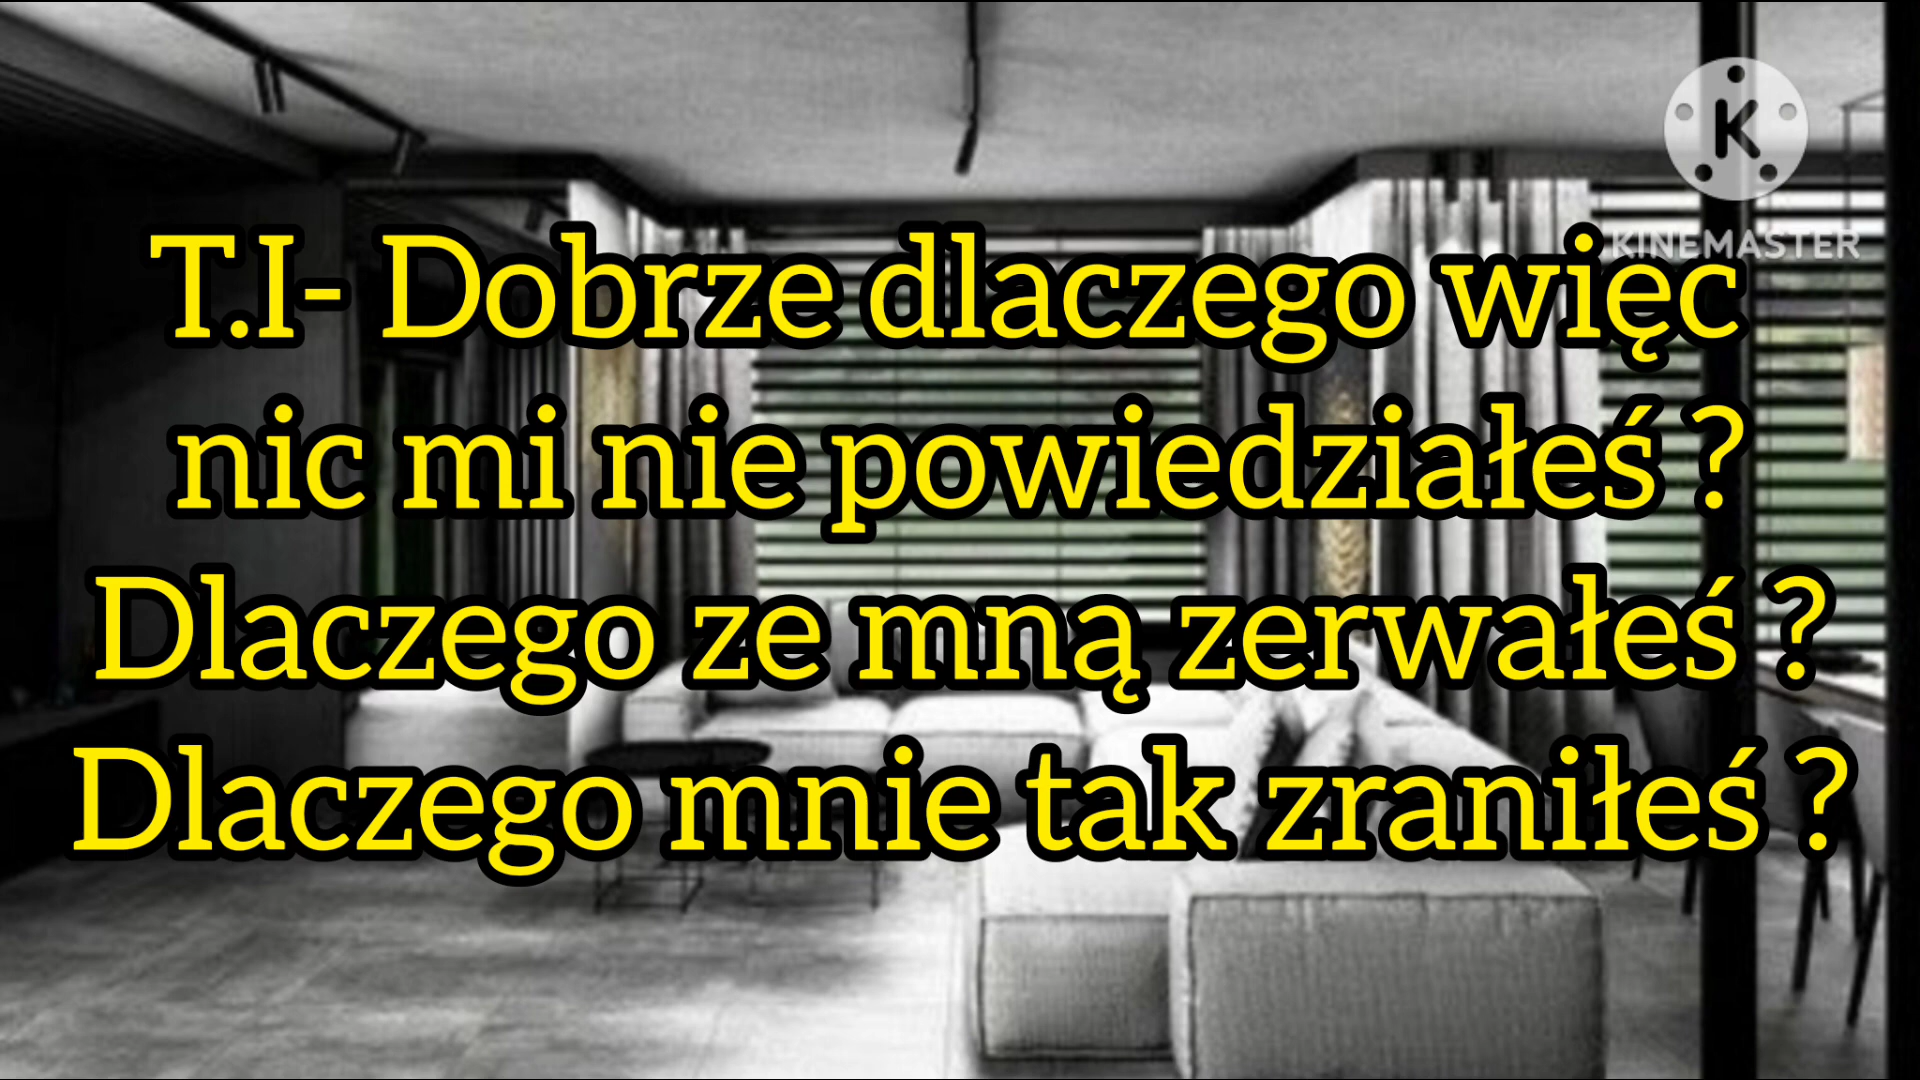 K
KINEMASTER
T.I- Dobrze dlaczego więc
nic mi nie powiedziałeś ?
Dlaczego ze mną zerwałeś ?
Dlaczego mnie tak zraniłeś ?